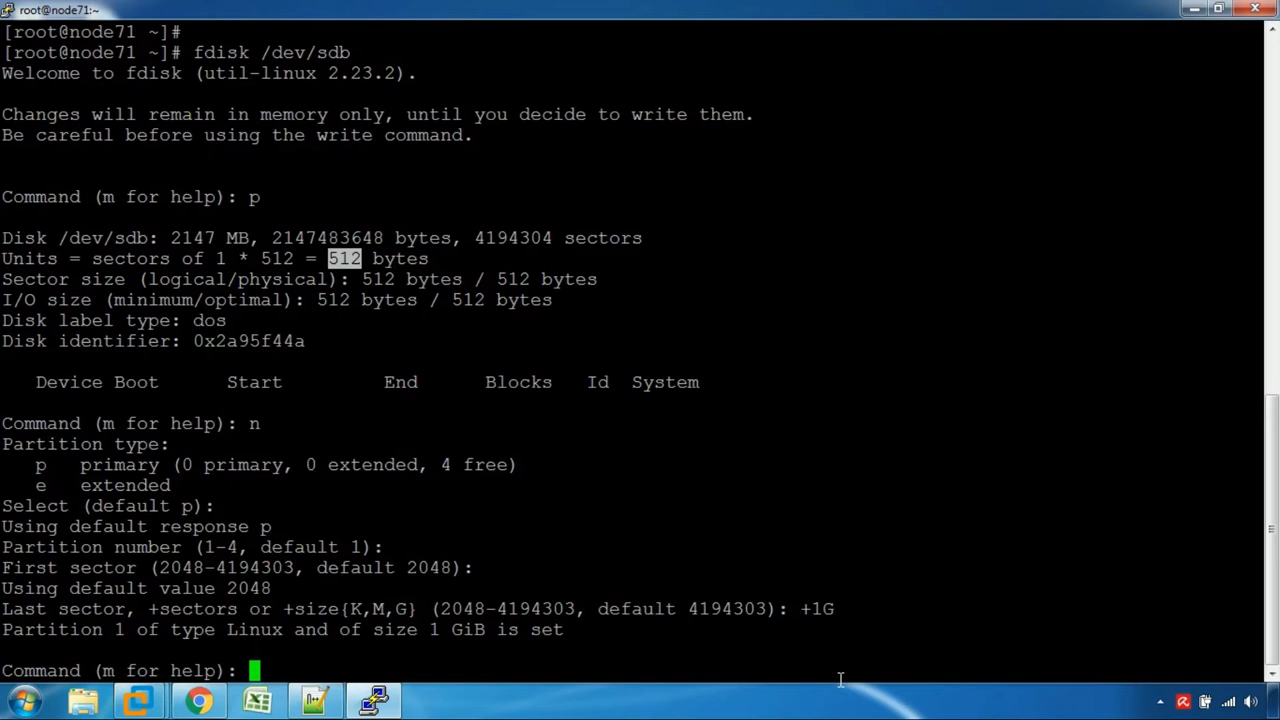 root@node71:~
[root@node71 ~]#
[root@node71 ~]# fdisk /dev/sdb
Welcome to fdisk (util-linux 2.23.2).
Changes will remain in memory only, until you decide to write them.
Be careful before using the write command.
Command (m for help): p
Disk /dev/sdb: 2147 MB, 2147483648 bytes, 4194304 sectors
Units = sectors of 1 * 512 = 512 bytes
Sector size (logical/physical): 512 bytes / 512 bytes
I/O size (minimum/optimal): 512 bytes / 512 bytes
Disk label type: dos
Disk identifier: 0x2a95f44a
Device Boot      Start         End      Blocks   Id  System
Command (m for help): n
Partition type:
p   primary (0 primary, 0 extended, 4 free)
e   extended
Select (default p):
Using default response p
Partition number (1-4, default 1):
First sector (2048-4194303, default 2048):
Using default value 2048
Last sector, +sectors or +size{K,M,G} (2048-4194303, default 4194303): +1G
Partition 1 of type Linux and of size 1 GiB is set
Command (m for help):